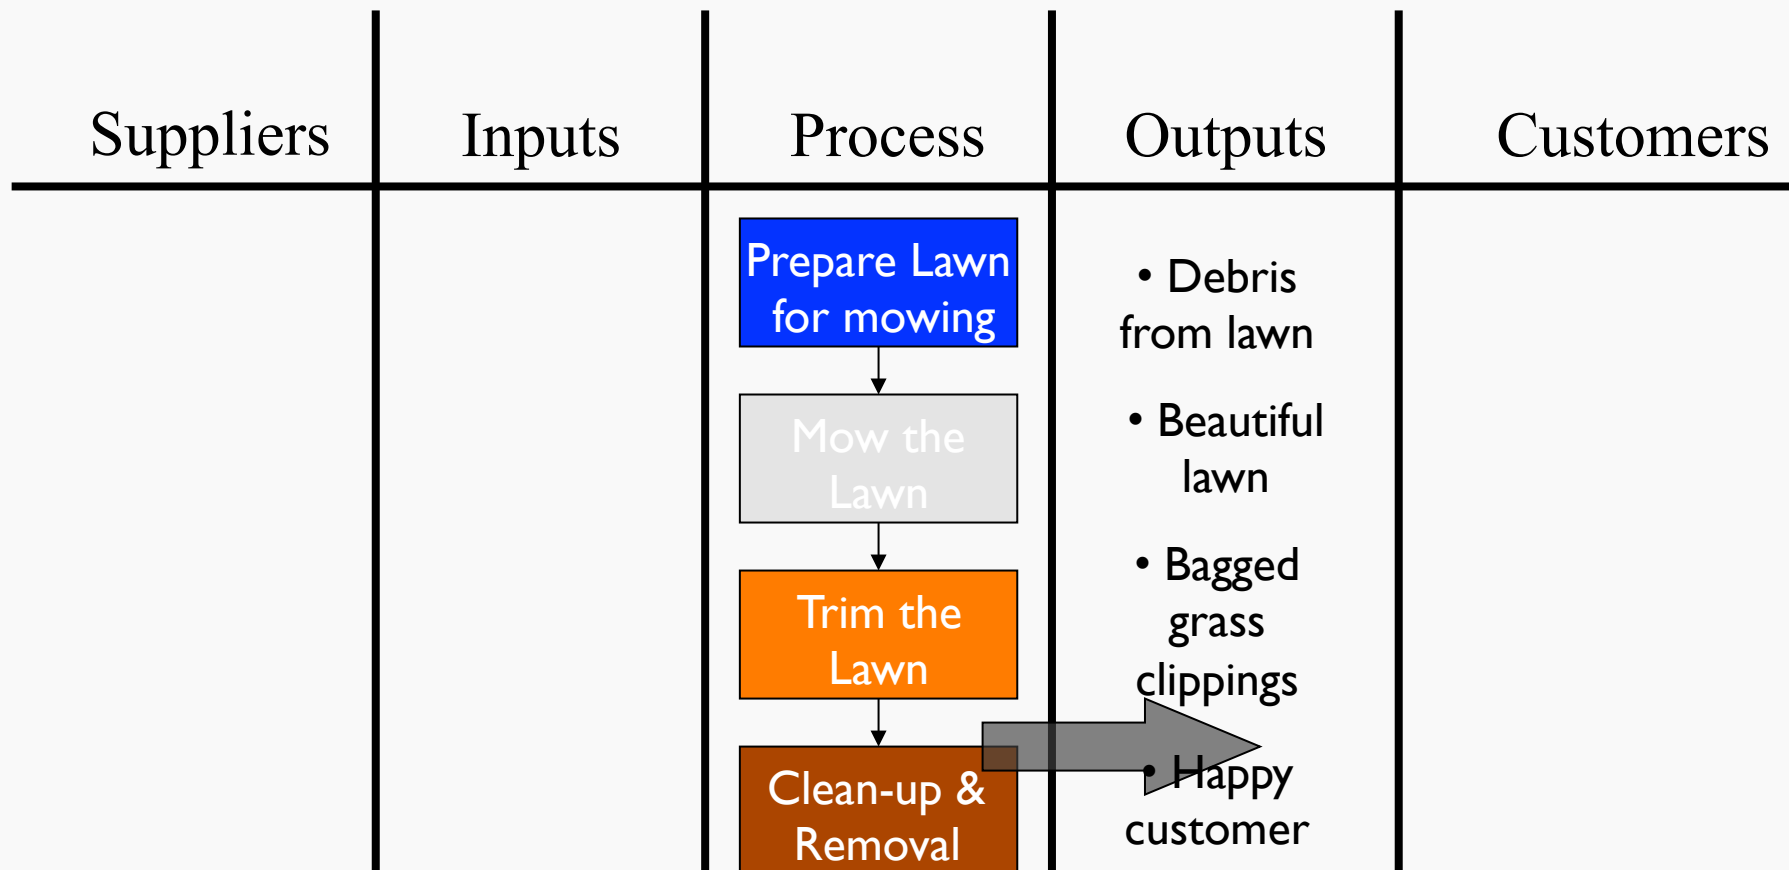 Suppliers
Inputs
Process
Outputs
Customers
Prepare Lawn
for mowing
Mow the
Lawn
Trim the
Lawn
Clean-up &
Removal
• Debris
from lawn
• Beautiful
lawn
• Bagged
grass
clippings
• Happy
customer